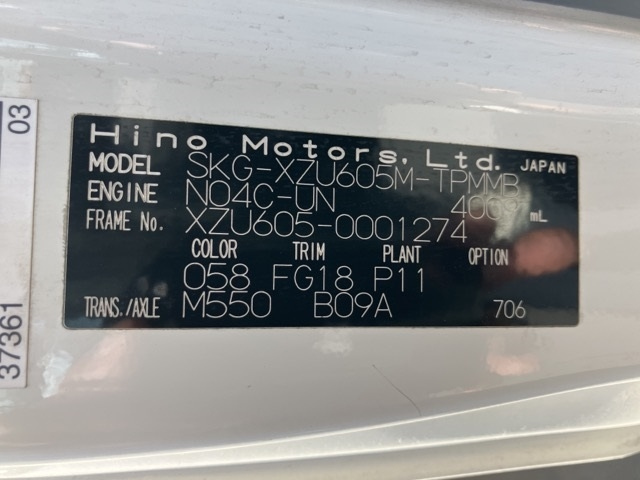 Hino Motors, Ltd. JAPAN
MODEL SKG-XZU605M-TPMMB
ENGINE N04C-UN 4009 mL
FRAME No. XZU605-0001274
COLOR TRIM PLANT OPTION
058 FG18 P11
TRANS./AXLE M550 B09A 706
03
37361